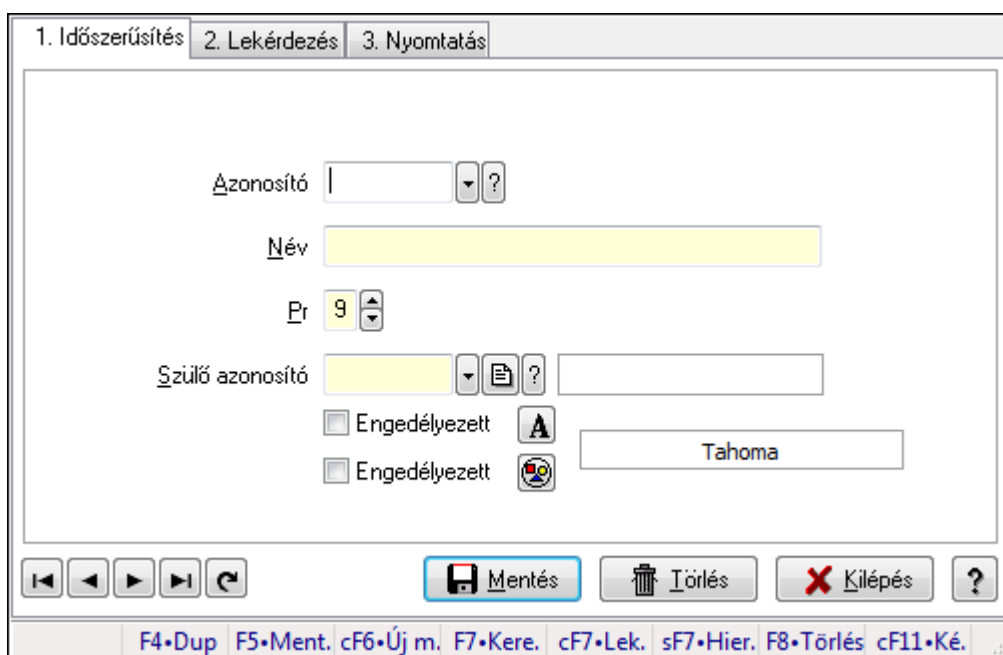 1. Időszerűsítés 2. Lekérdezés 3. Nyomtatás
Azonosító ?
Név
Pr 9
Szülő azonosító ?
Engedélyezett A
Tahoma
Engedélyezett
Mentés Törlés Kilépés ?
F4•Dup F5•Ment. cF6•Új m. F7•Kere. cF7•Lek. sF7•Hier. F8•Törlés cF11•Ké.